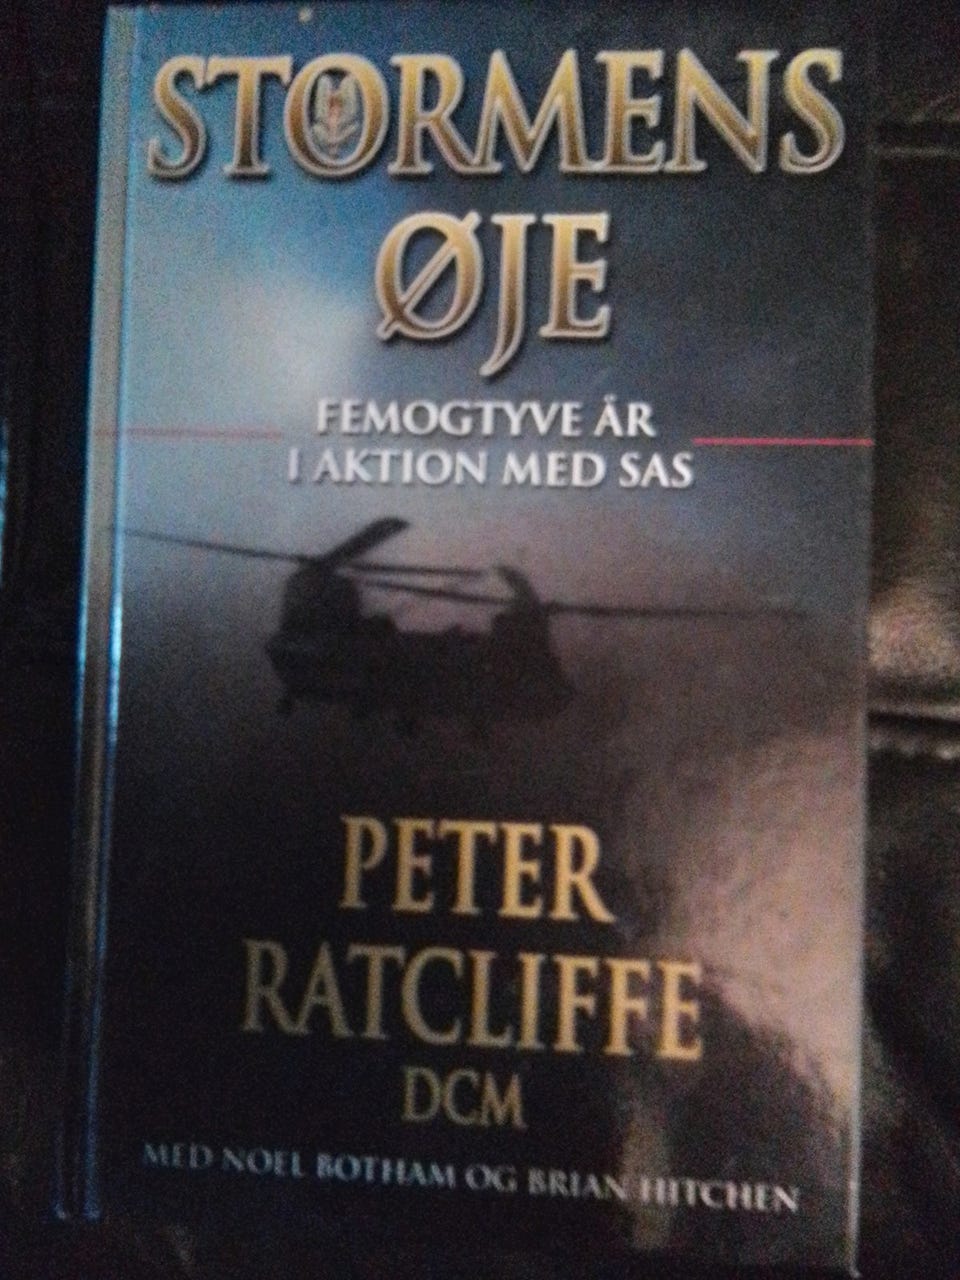 STORMENS
ØJE
FEMOGTYVE ÅR
I AKTION MED SAS
PETER
RATCLIFFE
DCM
MED NOEL BOTHAM OG BRIAN HITCHEN